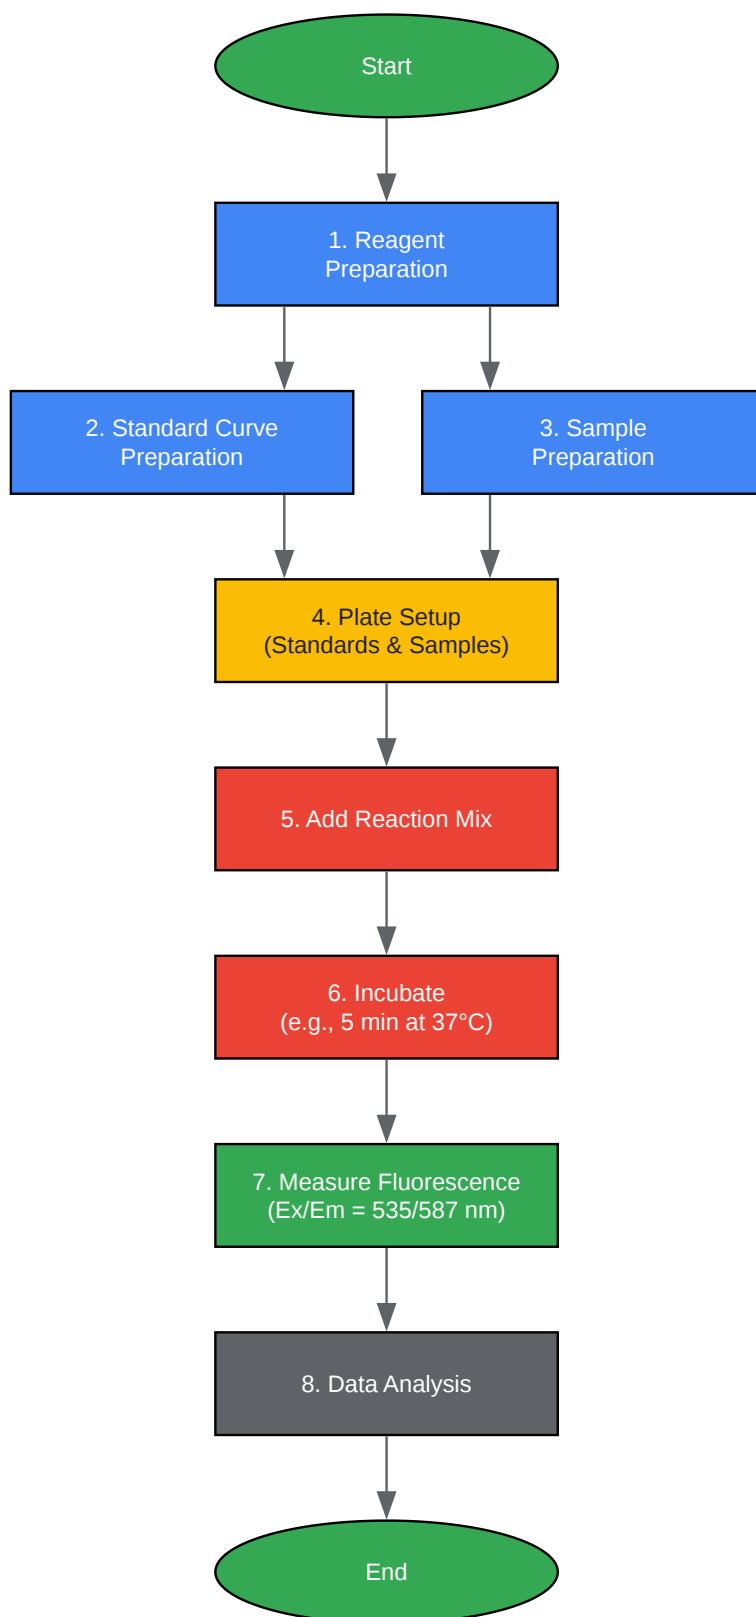 Start
1. Reagent
Preparation
2. Standard Curve
Preparation
3. Sample
Preparation
4. Plate Setup
(Standards & Samples)
5. Add Reaction Mix
6. Incubate
(e.g., 5 min at 37°C)
7. Measure Fluorescence
(Ex/Em = 535/587 nm)
8. Data Analysis
End